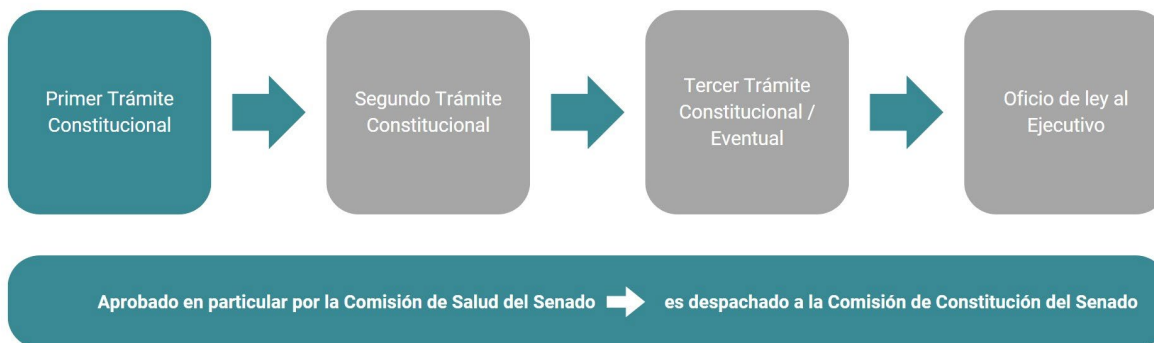 Primer Trámite
Constitucional
Segundo Trámite
Constitucional
Tercer Trámite
Constitucional /
Eventual
Oficio de ley al
Ejecutivo
Aprobado en particular por la Comisión de Salud del Senado
es despachado a la Comisión de Constitución del Senado